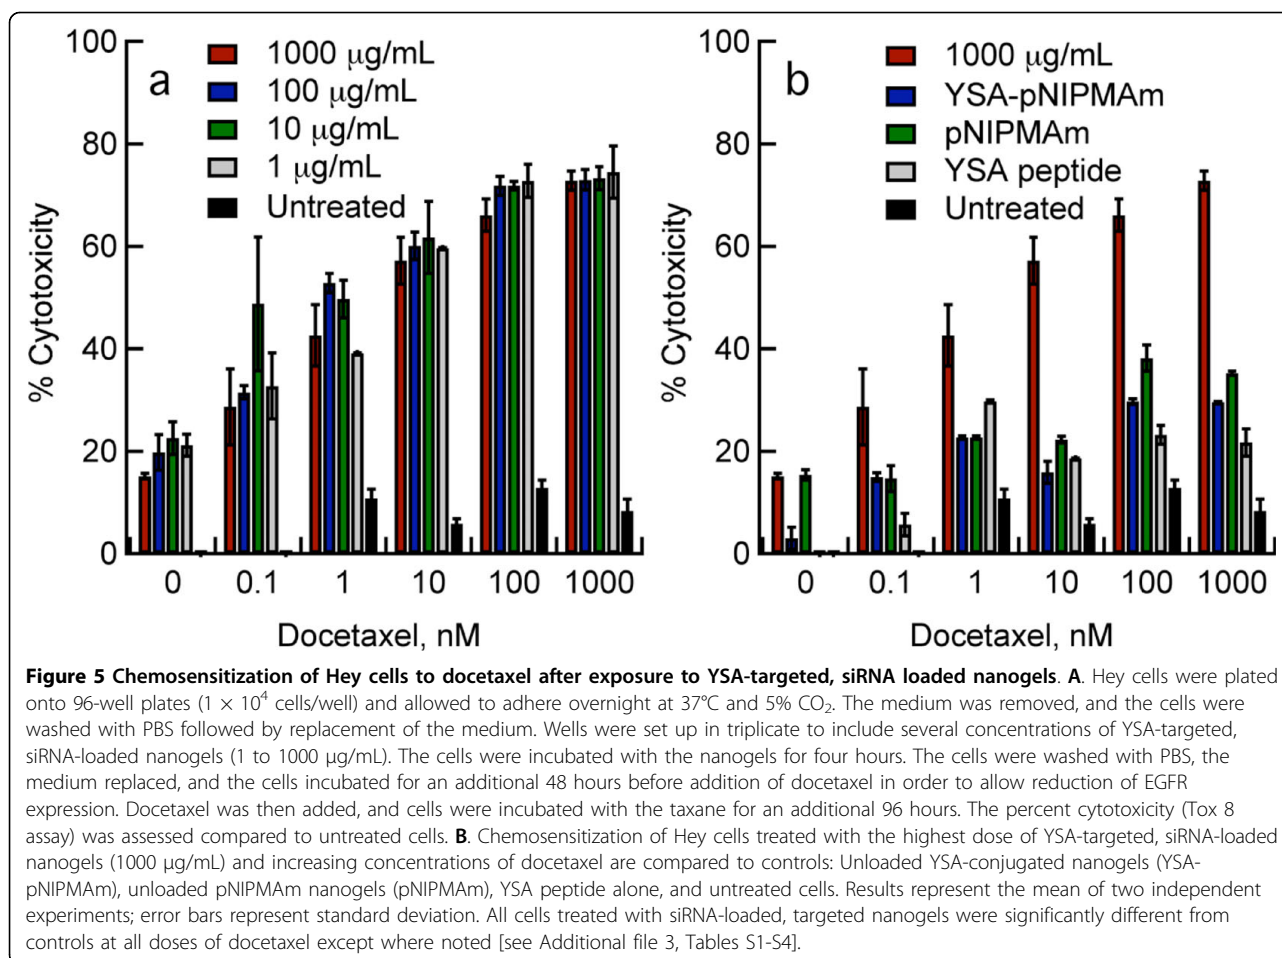 100
80
60
40
20
0
% Cytotoxicity
a
1000 μg/mL
100 μg/mL
10 μg/mL
1 μg/mL
Untreated
0 0.1 1 10 100 1000
Docetaxel, nM
100
80
60
40
20
0
% Cytotoxicity
b
1000 μg/mL
YSA-pNIPMAm
pNIPMAm
YSA peptide
Untreated
0 0.1 1 10 100 1000
Docetaxel, nM
Figure 5 Chemosensitization of Hey cells to docetaxel after exposure to YSA-targeted, siRNA loaded nanogels. A. Hey cells were plated
onto 96-well plates (1 × 10⁴ cells/well) and allowed to adhere overnight at 37°C and 5% CO₂. The medium was removed, and the cells were
washed with PBS followed by replacement of the medium. Wells were set up in triplicate to include several concentrations of YSA-targeted,
siRNA-loaded nanogels (1 to 1000 μg/mL). The cells were incubated with the nanogels for four hours. The cells were washed with PBS, the
medium replaced, and the cells incubated for an additional 48 hours before addition of docetaxel in order to allow reduction of EGFR
expression. Docetaxel was then added, and cells were incubated with the taxane for an additional 96 hours. The percent cytotoxicity (Tox 8
assay) was assessed compared to untreated cells. B. Chemosensitization of Hey cells treated with the highest dose of YSA-targeted, siRNA-loaded
nanogels (1000 μg/mL) and increasing concentrations of docetaxel are compared to controls: Unloaded YSA-conjugated nanogels (YSA-
pNIPMAm), unloaded pNIPMAm nanogels (pNIPMAm), YSA peptide alone, and untreated cells. Results represent the mean of two independent
experiments; error bars represent standard deviation. All cells treated with siRNA-loaded, targeted nanogels were significantly different from
controls at all doses of docetaxel except where noted [see Additional file 3, Tables S1-S4].